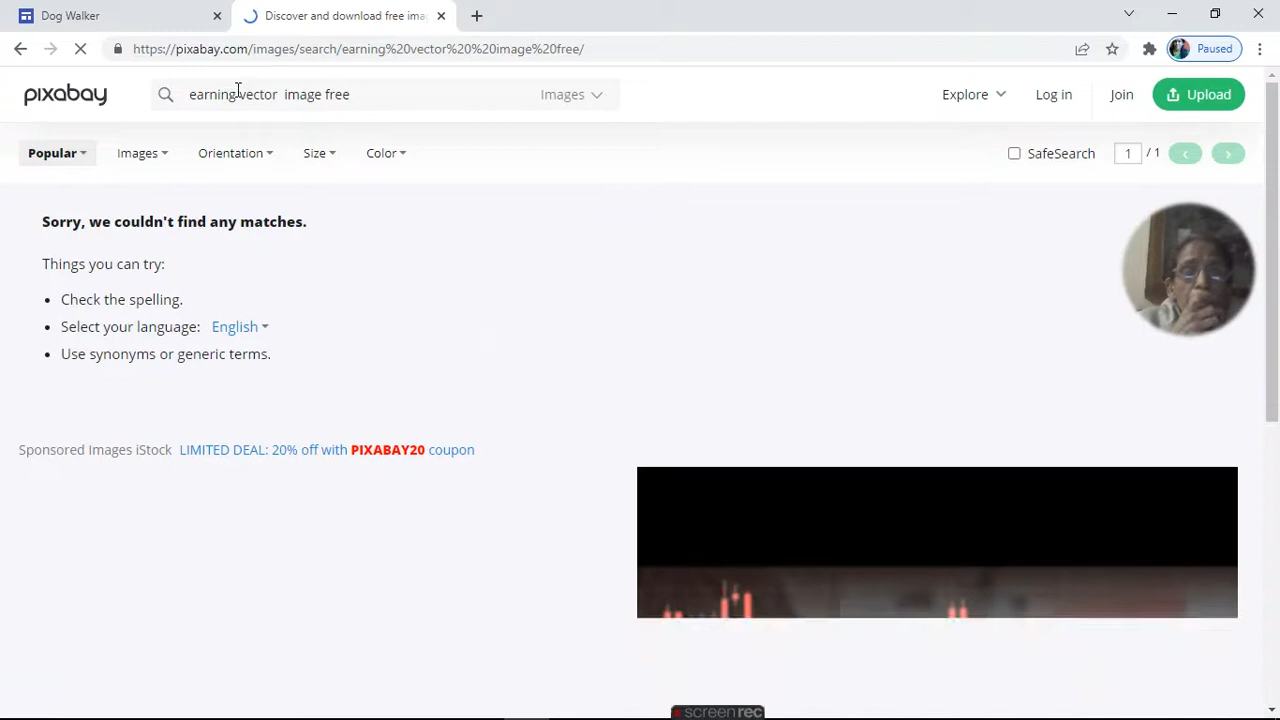 Dog Walker
Discover and download free ima
https://pixabay.com/images/search/earning%20vector%20%20image%20free/
Paused
pixabay
earning vector  image free
Images
Explore
Log in
Join
Upload
Popular
Images
Orientation
Size
Color
SafeSearch
1 / 1
Sorry, we couldn't find any matches.
Things you can try:
• Check the spelling.
• Select your language: English
• Use synonyms or generic terms.
Sponsored Images iStock LIMITED DEAL: 20% off with PIXABAY20 coupon
screenrec